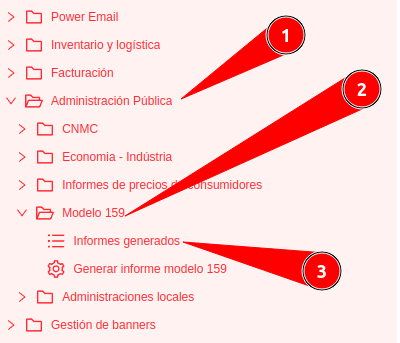 Power Email
Inventario y logística
Facturación
Administración Pública
CNMC
Economia - Indústria
Informes de precios de consumidores
Modelo 159
Informes generados
Generar informe modelo 159
Administraciones locales
Gestión de banners
1
2
3